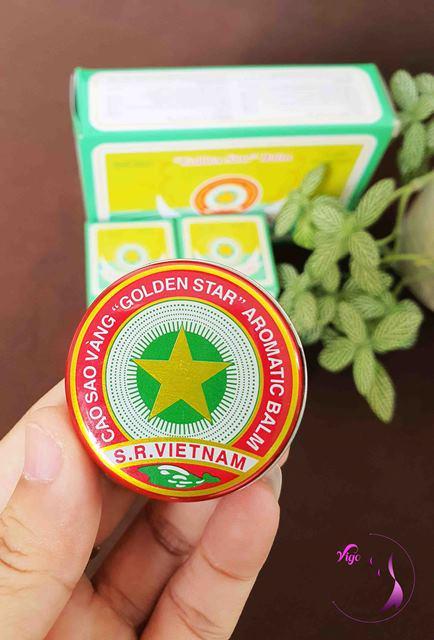 "Golden Star" Balm
CAO SAO VÀNG "GOLDEN STAR" AROMATIC BALM
S.R.VIETNAM
Vigo